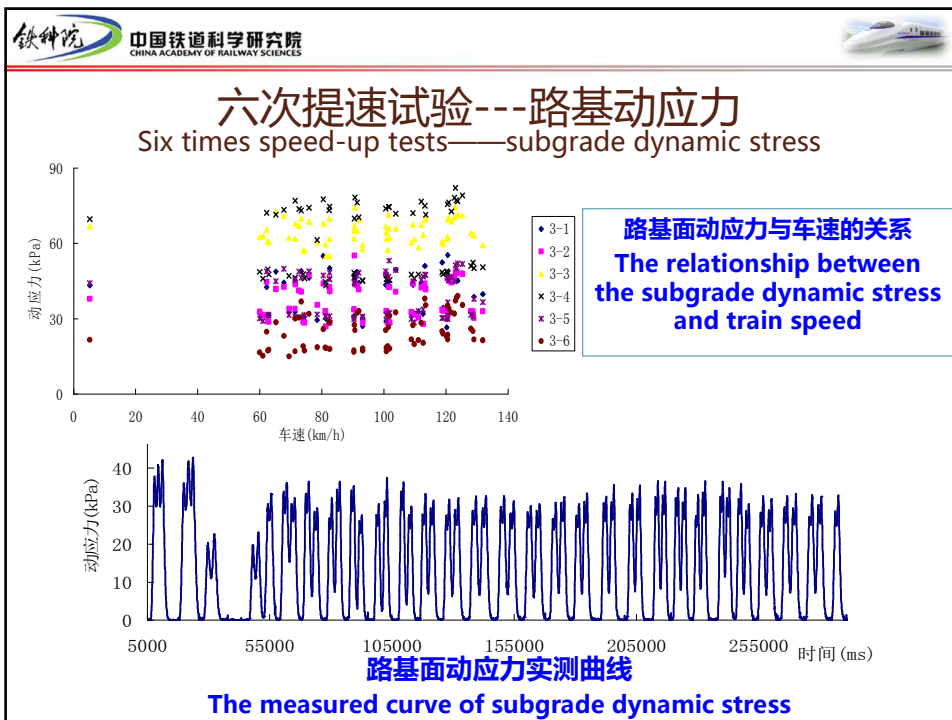 铁科院
中国铁道科学研究院
CHINA ACADEMY OF RAILWAY SCIENCES
六次提速试验---路基动应力
Six times speed-up tests——subgrade dynamic stress
90
60
30
0
动应力(kPa)
0 20 40 60 80 100 120 140
车速(km/h)
3-1
3-2
3-3
3-4
3-5
3-6
路基面动应力与车速的关系
The relationship between
the subgrade dynamic stress
and train speed
40
30
20
10
0
动应力(kPa)
5000 55000 105000 155000 205000 255000 时间(ms)
路基面动应力实测曲线
The measured curve of subgrade dynamic stress